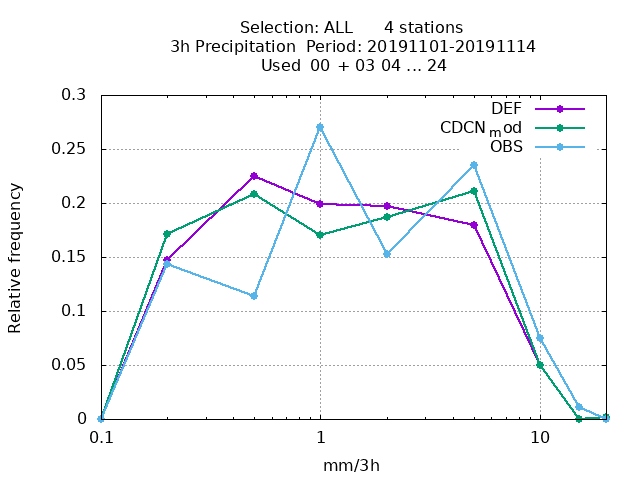 Selection: ALL 4 stations
3h Precipitation Period: 20191101-20191114
Used 00 + 03 04 ... 24
0.3
0.25
0.2
0.15
0.1
0.05
0
0.1
1
10
Relative frequency
mm/3h
DEF
CDCN_mod
OBS